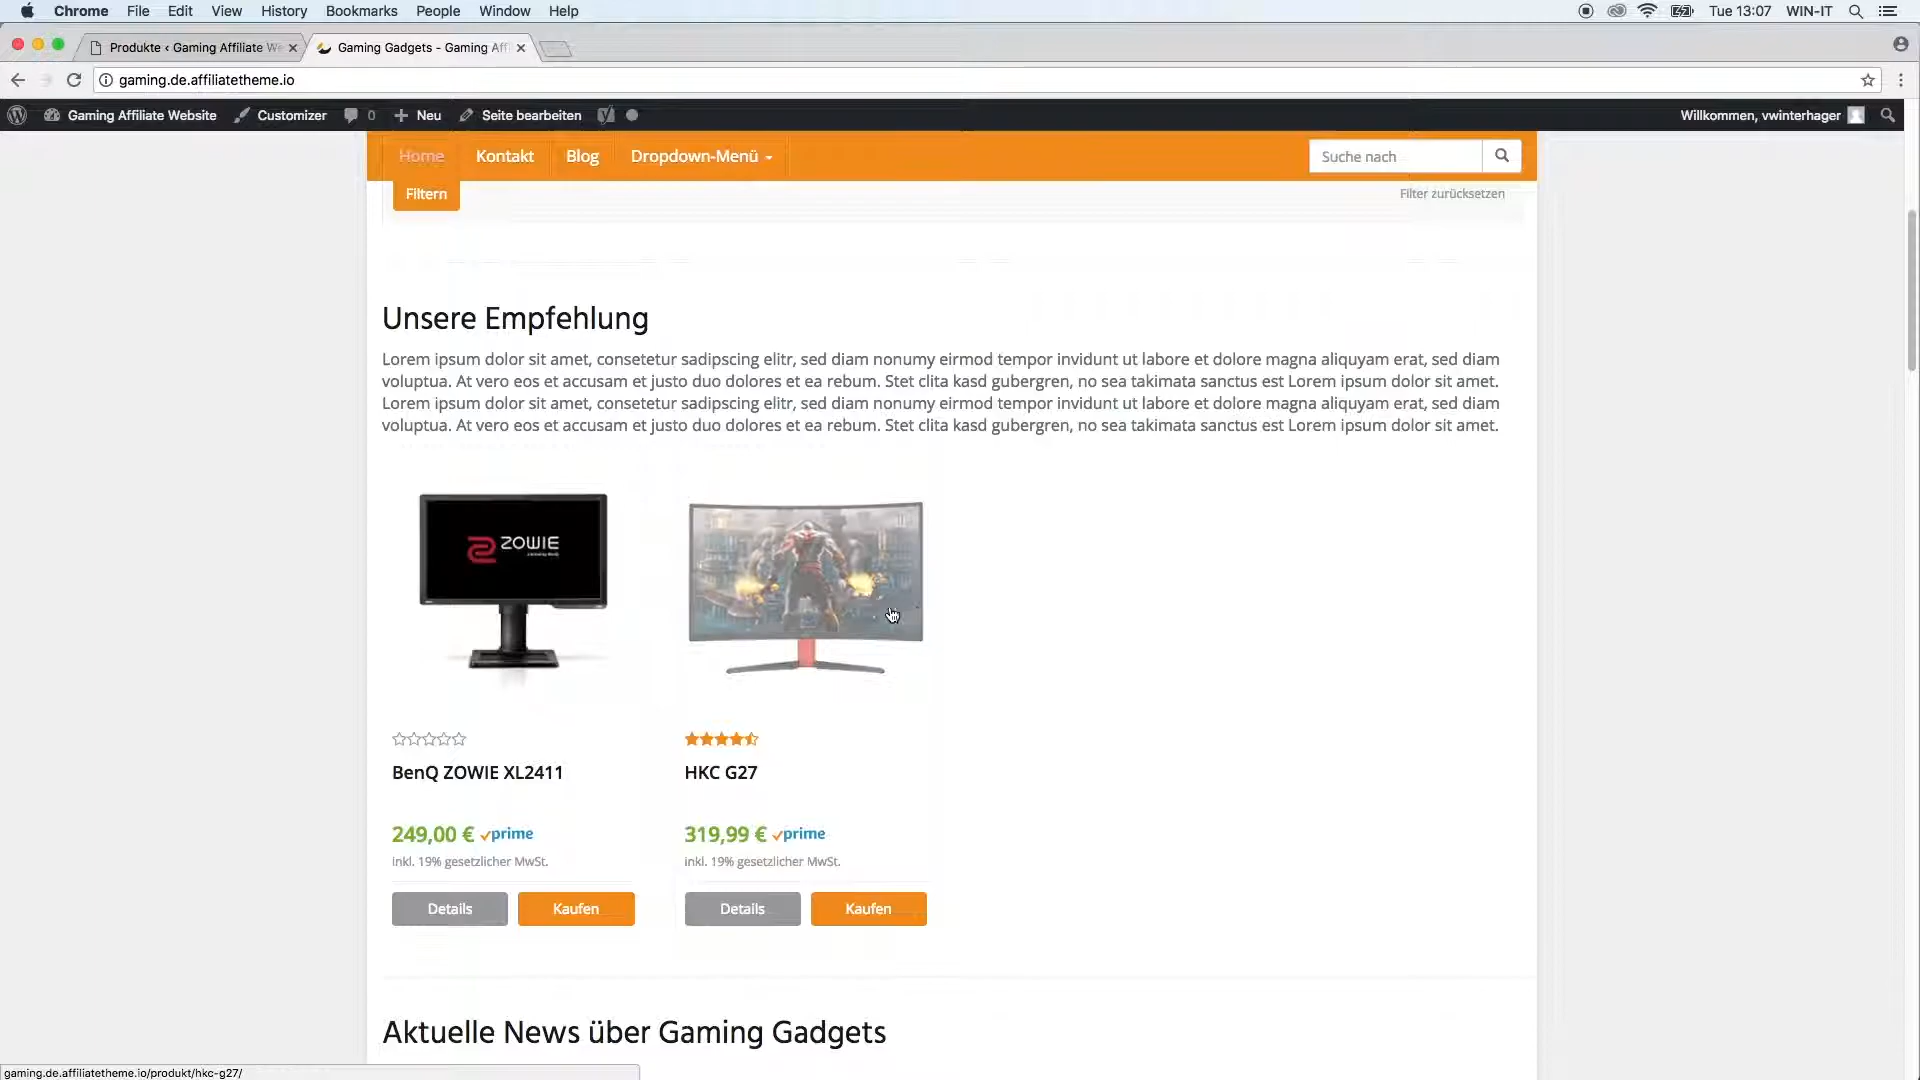 Chrome File Edit View History Bookmarks People Window Help Tue 13:07 WIN-IT
Produkte ‹ Gaming Affiliate We
Gaming Gadgets - Gaming Aff
gaming.de.affiliatetheme.io
Gaming Affiliate Website Customizer 0 Neu Seite bearbeiten Willkommen, vwinterhager
Home Kontakt Blog Dropdown-Menü Suche nach
Filtern Filter zurücksetzen
Unsere Empfehlung
Lorem ipsum dolor sit amet, consetetur sadipscing elitr, sed diam nonumy eirmod tempor invidunt ut labore et dolore magna aliquyam erat, sed diam
voluptua. At vero eos et accusam et justo duo dolores et ea rebum. Stet clita kasd gubergren, no sea takimata sanctus est Lorem ipsum dolor sit amet.
Lorem ipsum dolor sit amet, consetetur sadipscing elitr, sed diam nonumy eirmod tempor invidunt ut labore et dolore magna aliquyam erat, sed diam
voluptua. At vero eos et accusam et justo duo dolores et ea rebum. Stet clita kasd gubergren, no sea takimata sanctus est Lorem ipsum dolor sit amet.
ZOWIE
BenQ ZOWIE XL2411
249,00 € prime
inkl. 19% gesetzlicher MwSt.
Details Kaufen
HKC G27
319,99 € prime
inkl. 19% gesetzlicher MwSt.
Details Kaufen
Aktuelle News über Gaming Gadgets
gaming.de.affiliatetheme.io/produkt/hkc-g27/